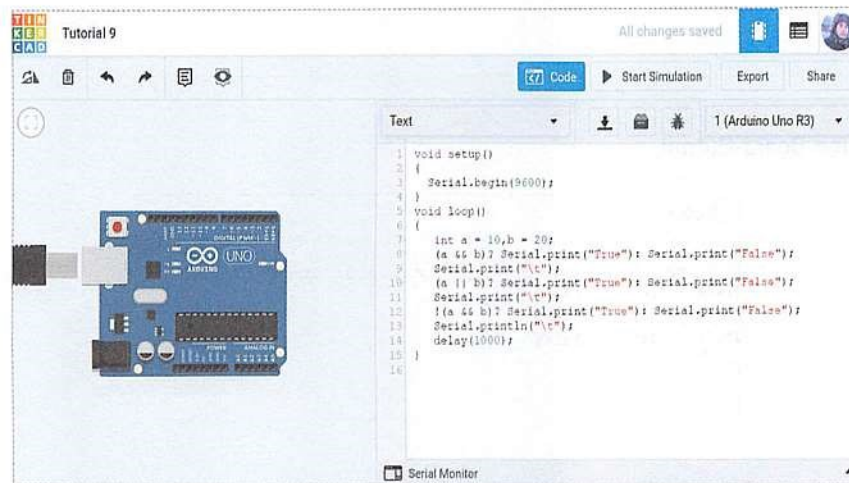 TIN
KER
CAD
Tutorial 9
All changes saved
Code
Start Simulation
Export
Share
Text
1 (Arduino Uno R3)
1 void setup()
2 {
3 Serial.begin(9600);
4 }
5 void loop()
6 {
7 int a = 10,b = 20;
8 (a && b)? Serial.print("True"): Serial.print("False");
9 Serial.print("\t");
10 (a || b)? Serial.print("True"): Serial.print("False");
11 Serial.print("\t");
12 !(a && b)? Serial.print("True"): Serial.print("False");
13 Serial.println("\t");
14 delay(1000);
15 }
16
UNO
ARDUINO
Serial Monitor